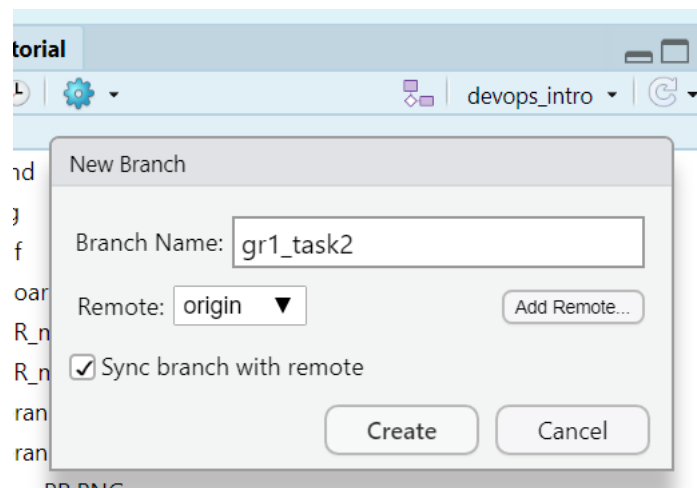 torial
devops_intro
nd
New Branch
g
Branch Name: gr1_task2
f
oar
Remote: origin
Add Remote...
R_n
R_n
Sync branch with remote
ran
Create Cancel
ran